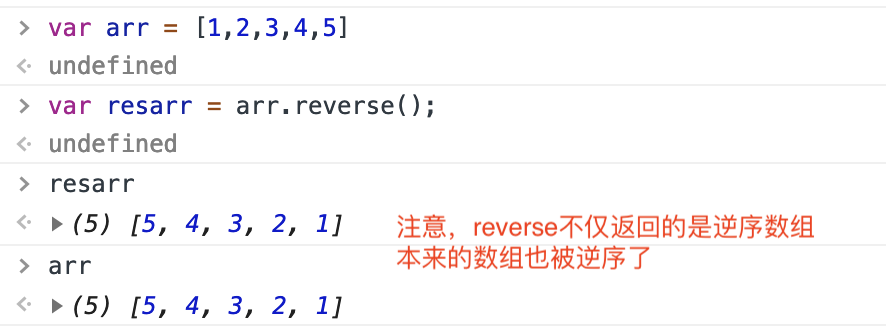 > var arr = [1,2,3,4,5]
<· undefined
> var resarr = arr.reverse();
<· undefined
> resarr
<· ▶(5) [5, 4, 3, 2, 1]
注意，reverse不仅返回的是逆序数组
本来的数组也被逆序了
> arr
<· ▶(5) [5, 4, 3, 2, 1]